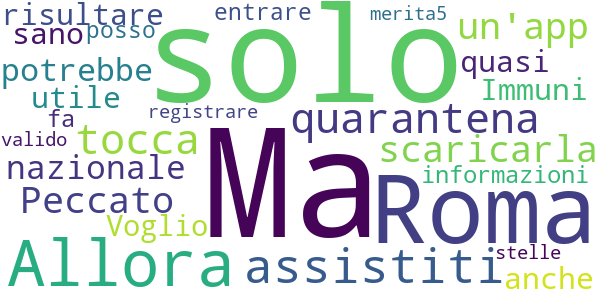 risultare
entrare
merita5
sano
posso
solo
un'app
potrebbe
quasi
utile
Immuni
fa
registrare
quarantena
tocca
scaricarla
valido
nazionale
Ma
Roma
informazioni
Peccato
Voglio
Allora
assistiti
stelle
anche